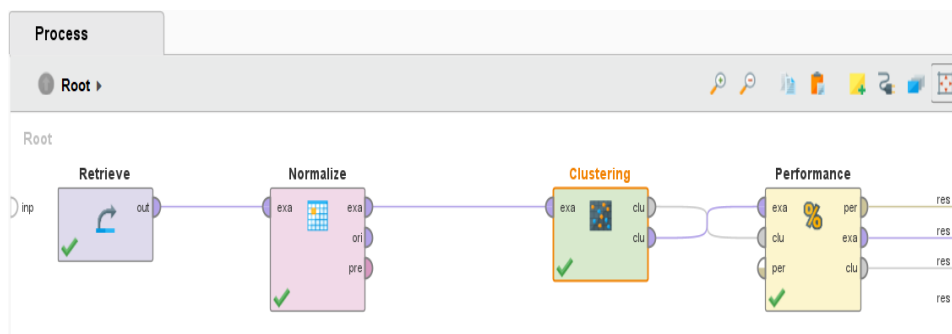 Process
Root
Root
Retrieve Normalize Clustering Performance
inp out exa exa exa clu exa per res
ori clu clu exa res
pre per clu res
res